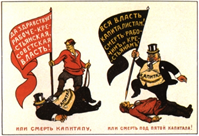 ДА ЗДРАВСТВУЕТ
РАБОЧЕ-КРЕ-
СТЬЯНСКАЯ
СОВЕТСКАЯ
ВЛАСТЬ!
ВСЯ ВЛАСТЬ
КАПИТАЛИСТАМ!
СМЕРТЬ РАБО-
ЧИМ И КРЕ-
СТЬЯНАМ!
КАПИТАЛ
ИЛИ СМЕРТЬ КАПИТАЛУ,
ИЛИ СМЕРТЬ ПОД ПЯТОЙ КАПИТАЛА!